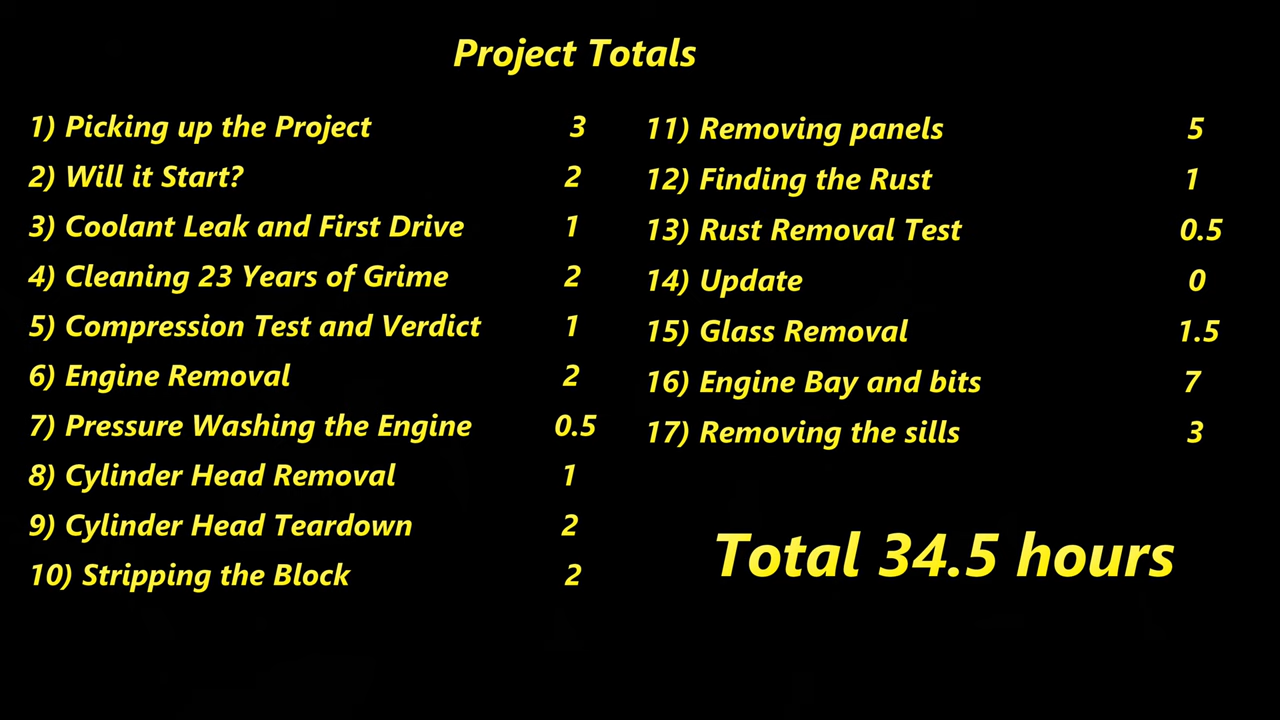 Project Totals
1) Picking up the Project 3
2) Will it Start? 2
3) Coolant Leak and First Drive 1
4) Cleaning 23 Years of Grime 2
5) Compression Test and Verdict 1
6) Engine Removal 2
7) Pressure Washing the Engine 0.5
8) Cylinder Head Removal 1
9) Cylinder Head Teardown 2
10) Stripping the Block 2
11) Removing panels 5
12) Finding the Rust 1
13) Rust Removal Test 0.5
14) Update 0
15) Glass Removal 1.5
16) Engine Bay and bits 7
17) Removing the sills 3
Total 34.5 hours